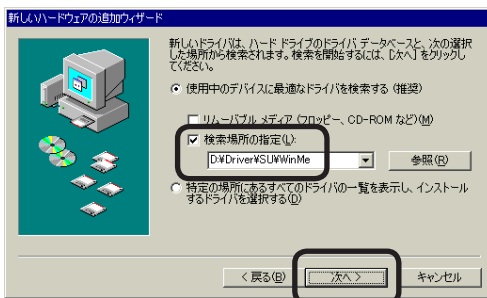 新しいハードウェアの追加ウィザード
新しいドライバは、ハード ドライブのドライバ データベースと、次の選択
した場所から検索されます。検索を開始するには、[次へ] をクリックし
てください。
使用中のデバイスに最適なドライバを検索する (推奨)
リムーバブル メディア (フロッピー、CD-ROM など)(M)
検索場所の指定(L):
D:¥Driver¥SU¥WinMe
参照(R)
特定の場所にあるすべてのドライバの一覧を表示し、インストール
するドライバを選択する(D)
< 戻る(B)
次へ >
キャンセル